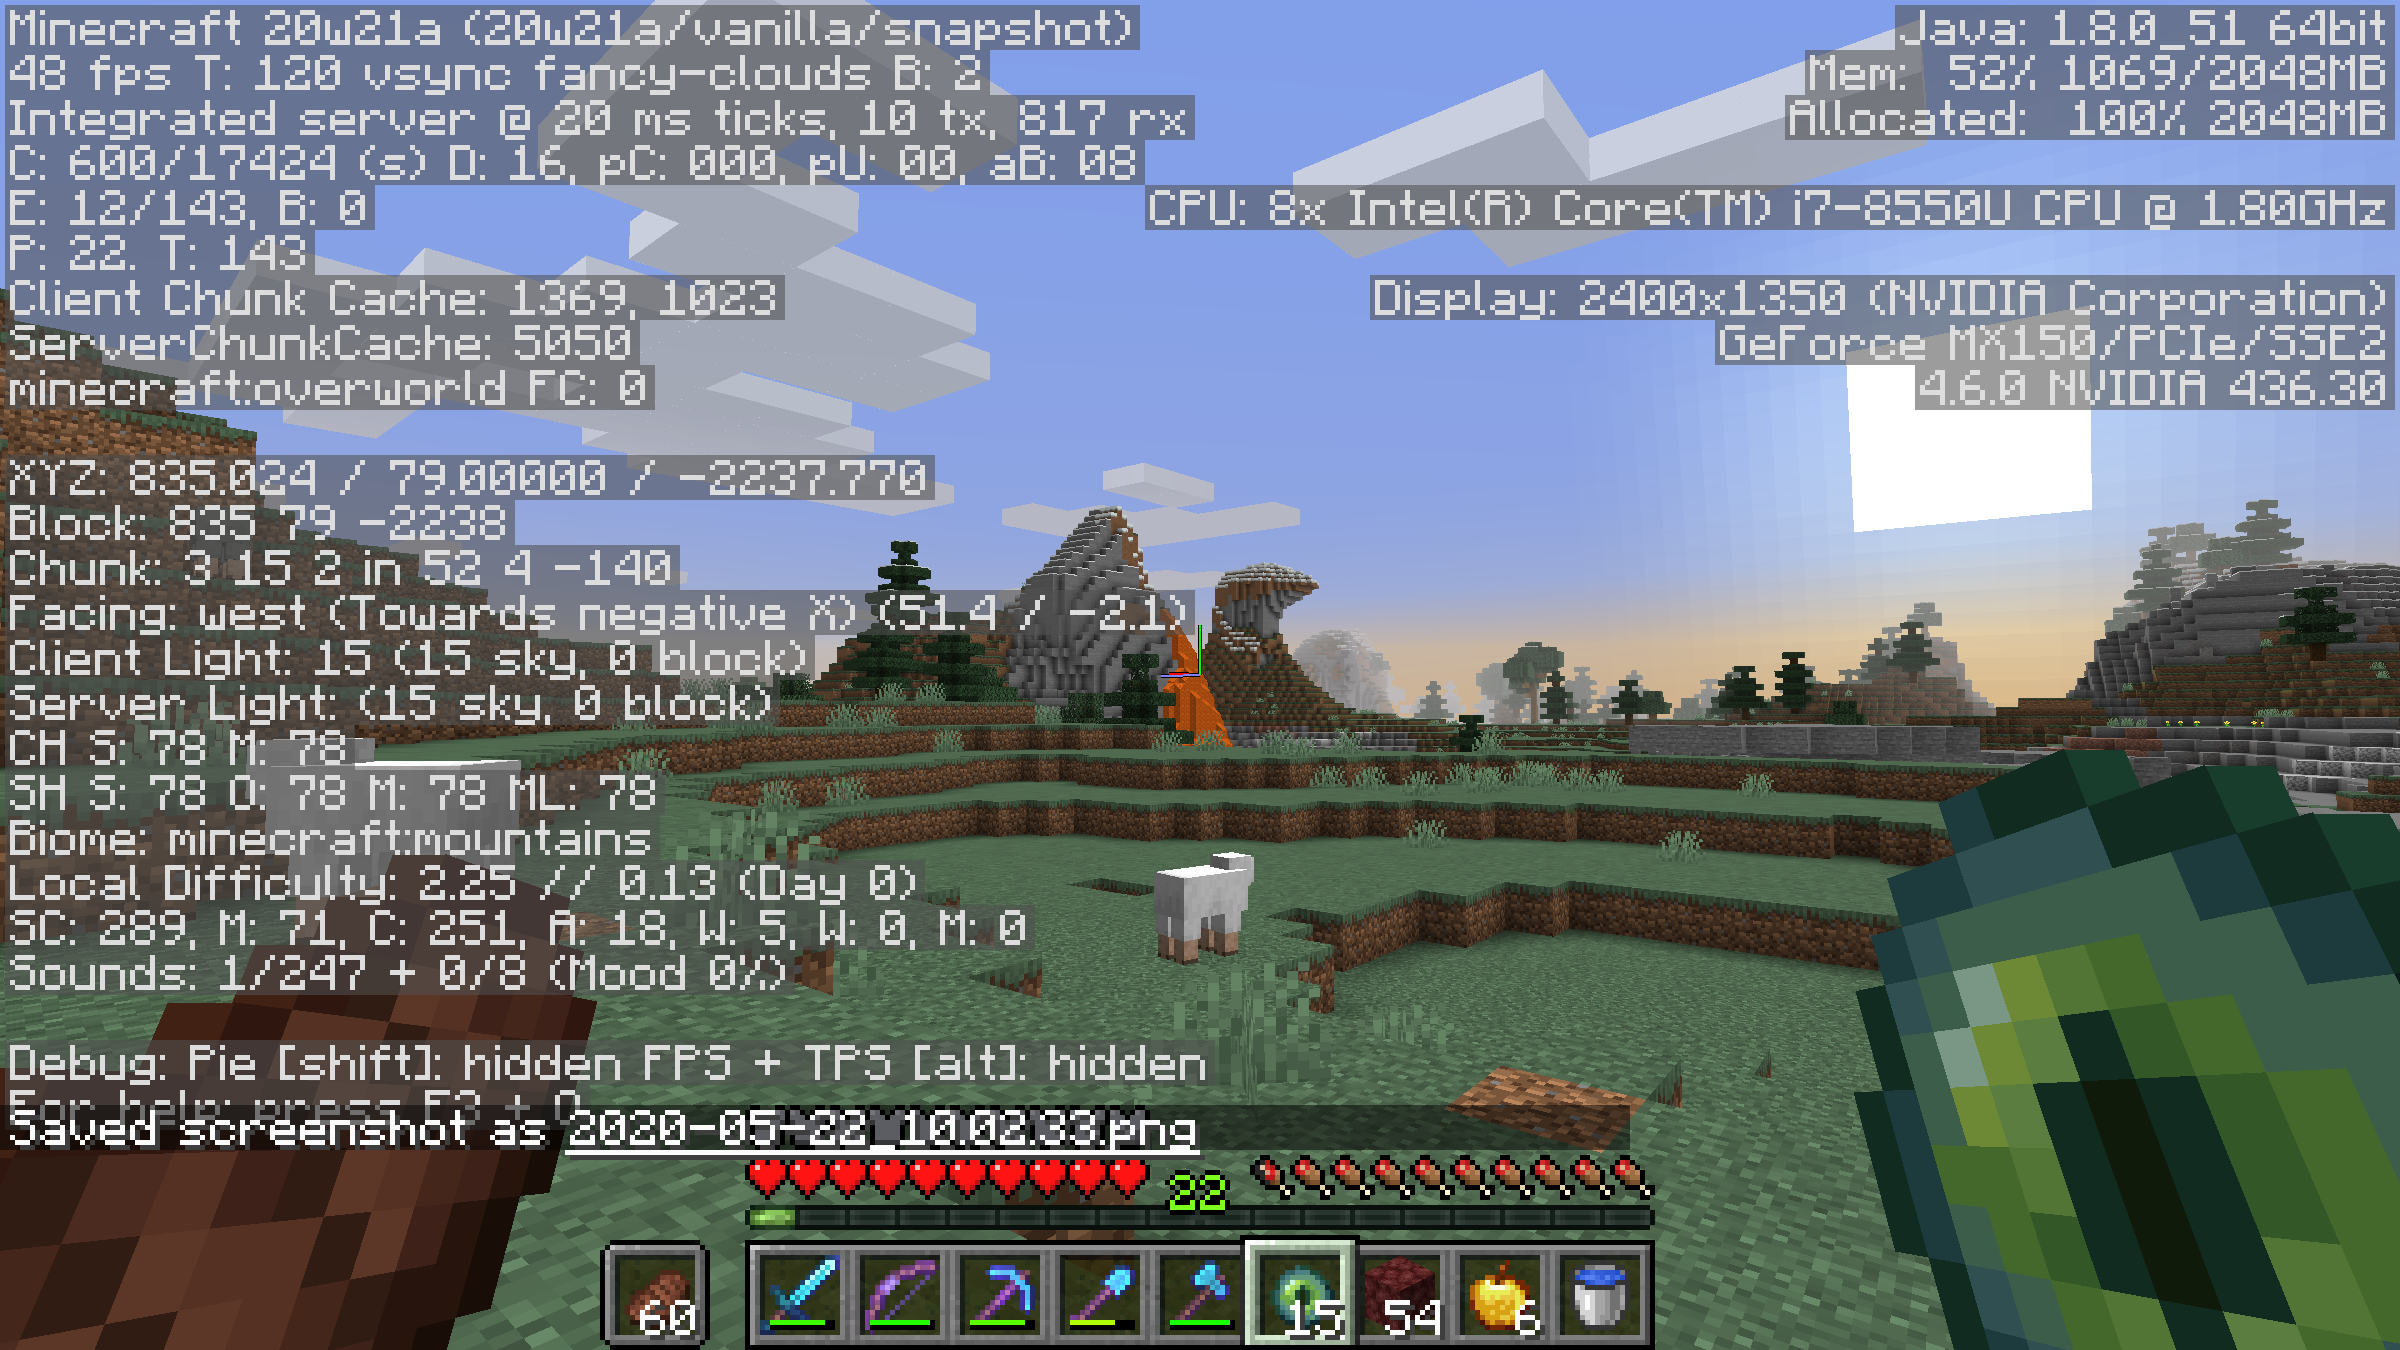 Minecraft 20w21a (20w21a/vanilla/snapshot)
48 fps T: 120 vsync fancy-clouds B: 2
Integrated server @ 20 ms ticks, 10 tx, 817 rx
C: 600/17424 (s) D: 16, pC: 000, pU: 00, aB: 08
E: 12/143, B: 0
P: 22. T: 143
Client Chunk Cache: 1369, 1023
ServerChunkCache: 5050
minecraft:overworld FC: 0
XYZ: 835.024 / 79.00000 / -2237.770
Block: 835 79 -2238
Chunk: 3 15 2 in 52 4 -140
Facing: west (Towards negative X) (51.4 / -2.1)
Client Light: 15 (15 sky, 0 block)
Server Light: (15 sky, 0 block)
CH S: 78 M: 78
SH S: 78 O: 78 M: 78 ML: 78
Biome: minecraft:mountains
Local Difficulty: 2.25 // 0.13 (Day 0)
SC: 289, M: 71, C: 251, A: 18, W: 5, W: 0, M: 0
Sounds: 1/247 + 0/8 (Mood 0%)
Debug: Pie [shift]: hidden FPS + TPS [alt]: hidden
For help: press F3 + Q
Saved screenshot as 2020-05-22_10.02.33.png
Java: 1.8.0_51 64bit
Mem: 52% 1069/2048MB
Allocated: 100% 2048MB
CPU: 8x Intel(R) Core(TM) i7-8550U CPU @ 1.80GHz
Display: 2400x1350 (NVIDIA Corporation)
GeForce MX150/PCIe/SSE2
4.6.0 NVIDIA 436.30
22
60
15
54
6